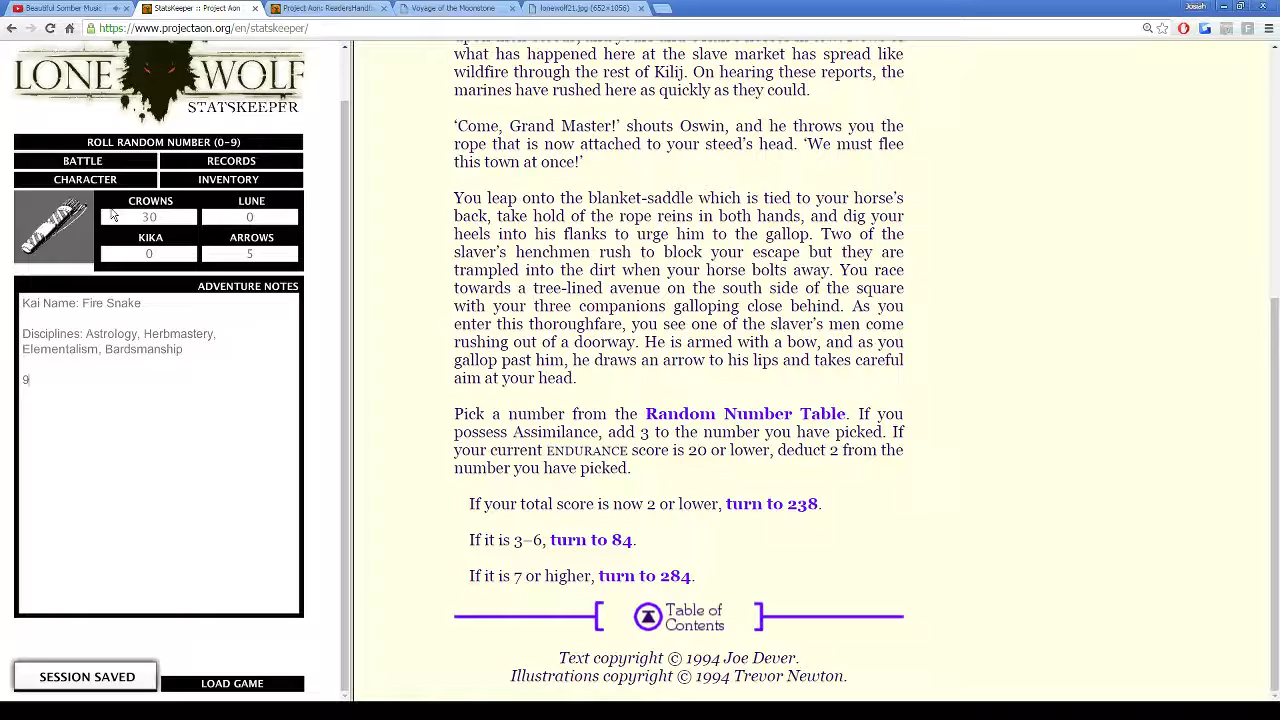 Beautiful Somber Music
StatsKeeper :: Project Aon
Project Aon: ReadersHandb
Voyage of the Moonstone
lonewolf21.jpg (652×1056)
Josiah
https://www.projectaon.org/en/statskeeper/
LONE WOLF
STATSKEEPER
ROLL RANDOM NUMBER (0-9)
BATTLE
RECORDS
CHARACTER
INVENTORY
CROWNS
LUNE
30
0
KIKA
ARROWS
0
5
ADVENTURE NOTES
Kai Name: Fire Snake
Disciplines: Astrology, Herbmastery,
Elementalism, Bardsmanship
9
SESSION SAVED
LOAD GAME
what has happened here at the slave market has spread like
wildfire through the rest of Kilij. On hearing these reports, the
marines have rushed here as quickly as they could.
‘Come, Grand Master!’ shouts Oswin, and he throws you the
rope that is now attached to your steed’s head. ‘We must flee
this town at once!’
You leap onto the blanket-saddle which is tied to your horse’s
back, take hold of the rope reins in both hands, and dig your
heels into his flanks to urge him to the gallop. Two of the
slaver’s henchmen rush to block your escape but they are
trampled into the dirt when your horse bolts away. You race
towards a tree-lined avenue on the south side of the square
with your three companions galloping close behind. As you
enter this thoroughfare, you see one of the slaver’s men come
rushing out of a doorway. He is armed with a bow, and as you
gallop past him, he draws an arrow to his lips and takes careful
aim at your head.
Pick a number from the Random Number Table. If you
possess Assimilance, add 3 to the number you have picked. If
your current ENDURANCE score is 20 or lower, deduct 2 from the
number you have picked.
If your total score is now 2 or lower, turn to 238.
If it is 3–6, turn to 84.
If it is 7 or higher, turn to 284.
Table of
Contents
Text copyright © 1994 Joe Dever.
Illustrations copyright © 1994 Trevor Newton.